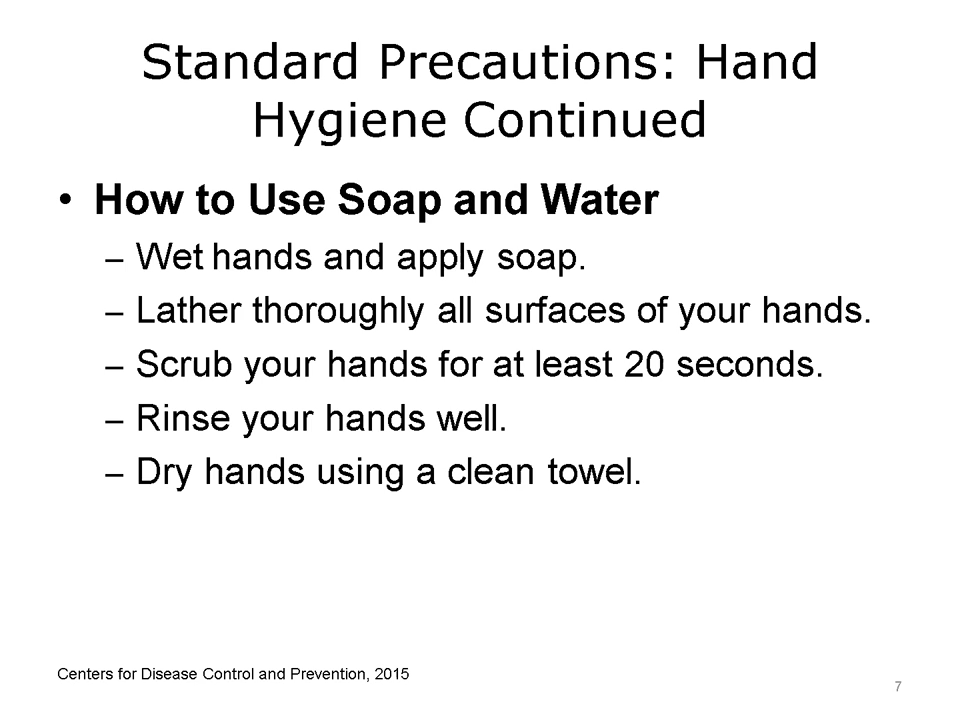 Standard Precautions: Hand
Hygiene Continued
• How to Use Soap and Water
– Wet hands and apply soap.
– Lather thoroughly all surfaces of your hands.
– Scrub your hands for at least 20 seconds.
– Rinse your hands well.
– Dry hands using a clean towel.
Centers for Disease Control and Prevention, 2015
7